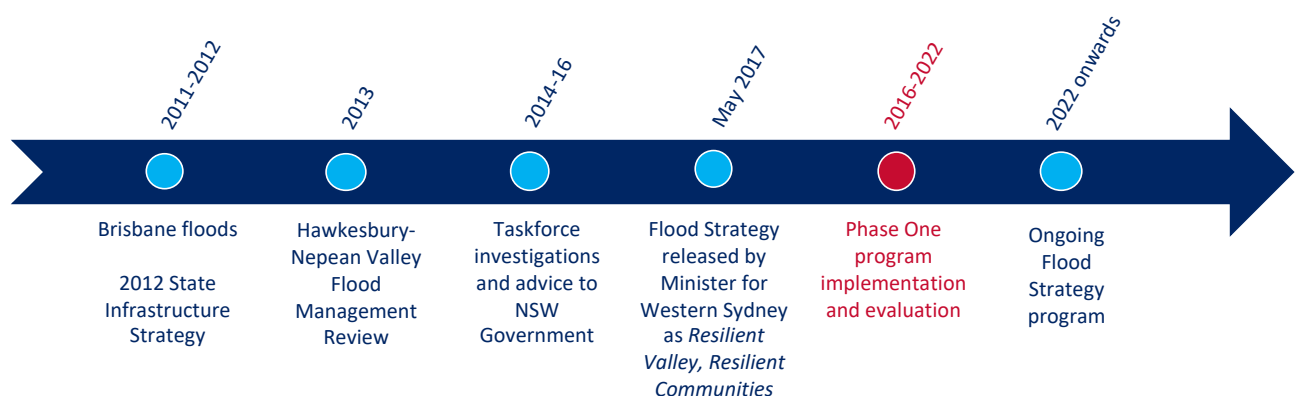 2011-2012
2013
2014-16
May 2017
2016-2022
2022 onwards
Brisbane floods
2012 State
Infrastructure
Strategy
Hawkesbury-
Nepean Valley
Flood
Management
Review
Taskforce
investigations
and advice to
NSW
Government
Flood Strategy
released by
Minister for
Western Sydney
as Resilient
Valley, Resilient
Communities
Phase One
program
implementation
and evaluation
Ongoing
Flood
Strategy
program